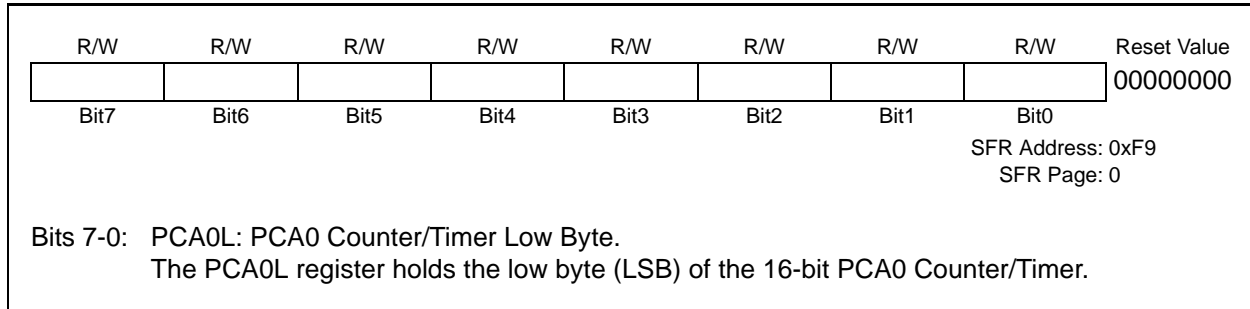 R/W R/W R/W R/W R/W R/W R/W R/W Reset Value
00000000
Bit7 Bit6 Bit5 Bit4 Bit3 Bit2 Bit1 Bit0
SFR Address: 0xF9
SFR Page: 0
Bits 7-0: PCA0L: PCA0 Counter/Timer Low Byte.
The PCA0L register holds the low byte (LSB) of the 16-bit PCA0 Counter/Timer.